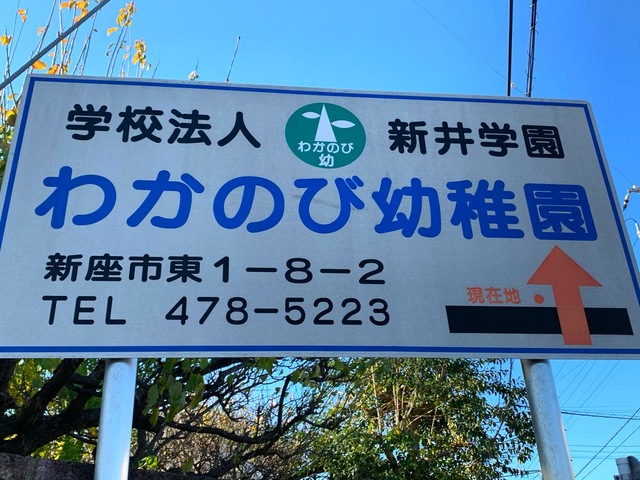 学校法人 わかのび幼 新井学園
わかのび幼稚園
新座市東1-8-2
TEL 478-5223
現在地